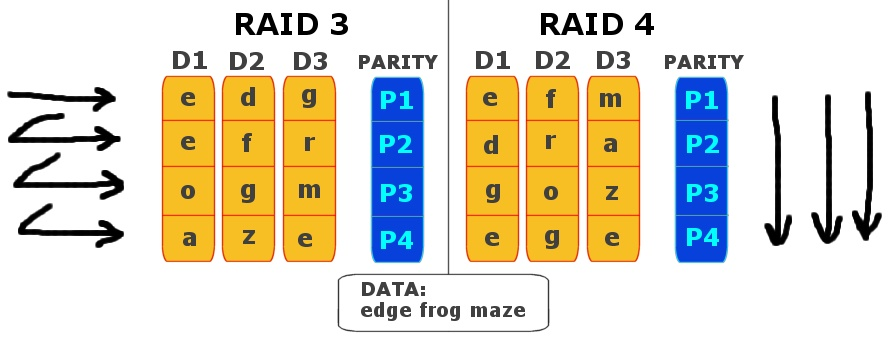 RAID 3
D1 D2 D3 PARITY
e d g P1
e f r P2
o g m P3
a z e P4
RAID 4
D1 D2 D3 PARITY
e f m P1
d r a P2
g o z P3
e g e P4
DATA:
edge frog maze